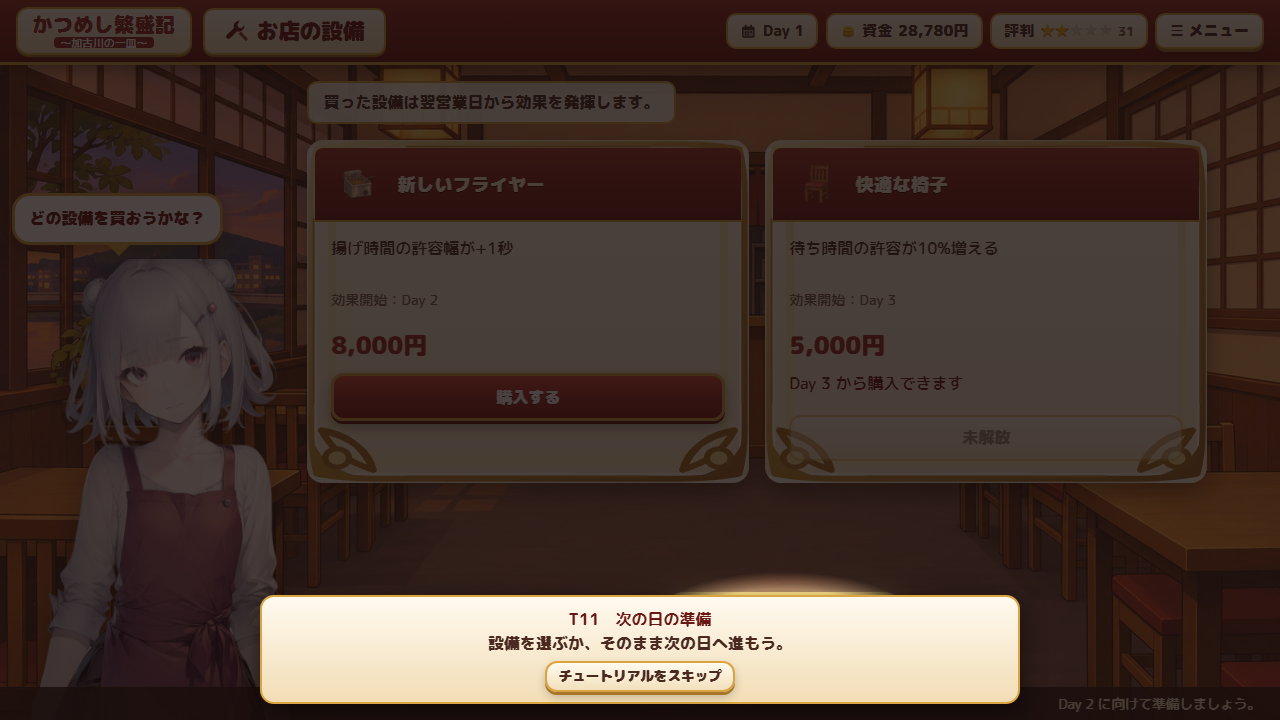 かつめし繁盛記
〜加古川の一皿〜
お店の設備
Day 1
資金 28,780円
評判 ★★★★★ 31
☰ メニュー
買った設備は翌営業日から効果を発揮します。
どの設備を買おうかな？
新しいフライヤー
揚げ時間の許容幅が+1秒
効果開始：Day 2
8,000円
購入する
快適な椅子
待ち時間の許容が10%増える
効果開始：Day 3
5,000円
Day 3 から購入できます
未解放
T11　次の日の準備
設備を選ぶか、そのまま次の日へ進もう。
チュートリアルをスキップ
Day 2 に向けて準備しましょう。